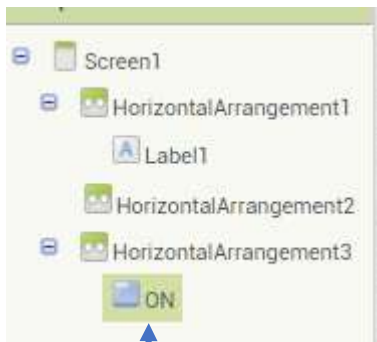 Screen1
HorizontalArrangement1
A Label1
HorizontalArrangement2
HorizontalArrangement3
ON